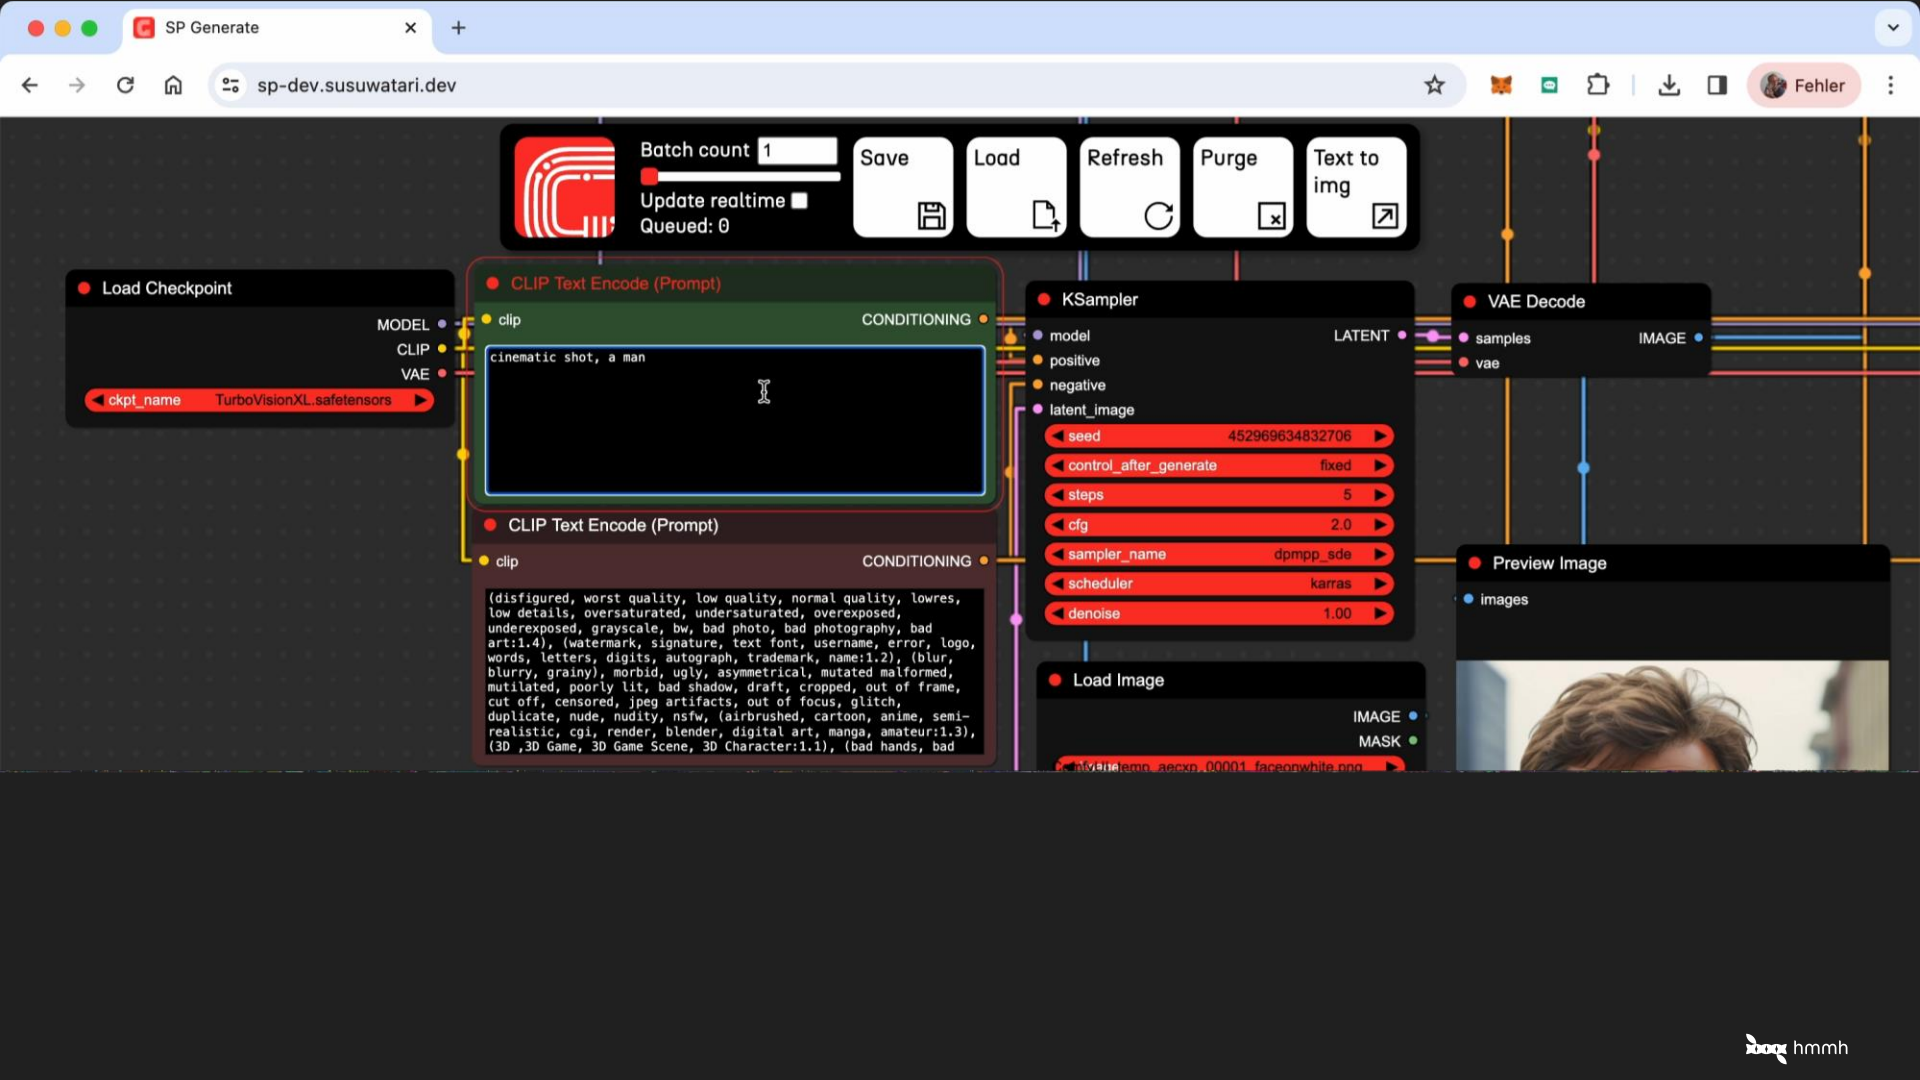 SP Generate
sp-dev.susuwatari.dev
Fehler
Batch count 1
Update realtime
Queued: 0
Save
Load
Refresh
Purge
Text to
img
Load Checkpoint
MODEL
CLIP
VAE
ckpt_name TurboVisionXL.safetensors
CLIP Text Encode (Prompt)
clip CONDITIONING
cinematic shot, a man
CLIP Text Encode (Prompt)
clip CONDITIONING
(disfigured, worst quality, low quality, normal quality, lowres,
low details, oversaturated, undersaturated, overexposed,
underexposed, grayscale, bw, bad photo, bad photography, bad
art:1.4), (watermark, signature, text font, username, error, logo,
words, letters, digits, autograph, trademark, name:1.2), (blur,
blurry, grainy), morbid, ugly, asymmetrical, mutated malformed,
mutilated, poorly lit, bad shadow, draft, cropped, out of frame,
cut off, censored, jpeg artifacts, out of focus, glitch,
duplicate, nude, nudity, nsfw, (airbrushed, cartoon, anime, semi-
realistic, cgi, render, blender, digital art, manga, amateur:1.3),
(3D ,3D Game, 3D Game Scene, 3D Character:1.1), (bad hands, bad
KSampler
model LATENT
positive
negative
latent_image
seed 452969634832706
control_after_generate fixed
steps 5
cfg 2.0
sampler_name dpmpp_sde
scheduler karras
denoise 1.00
VAE Decode
samples IMAGE
vae
Load Image
IMAGE
MASK
temp_aecxp_00001_faceonwhite.png
Preview Image
images
hmmh